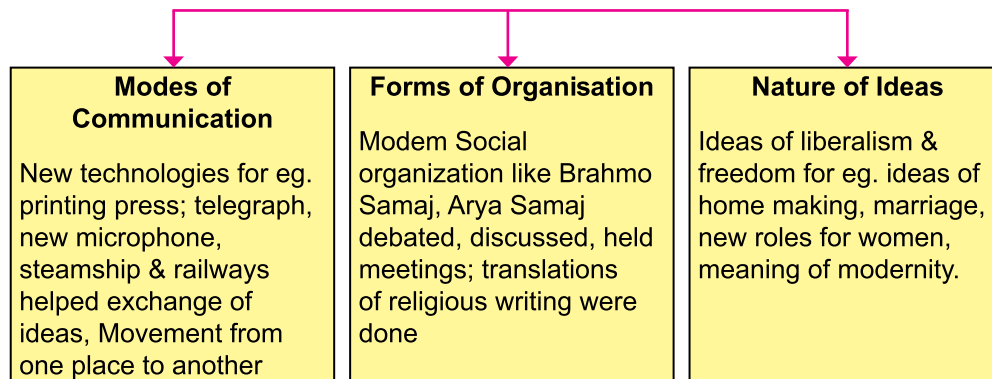 Modes of
Communication
New technologies for eg.
printing press; telegraph,
new microphone,
steamship & railways
helped exchange of
ideas, Movement from
one place to another
Forms of Organisation
Modem Social
organization like Brahmo
Samaj, Arya Samaj
debated, discussed, held
meetings; translations
of religious writing were
done
Nature of Ideas
Ideas of liberalism &
freedom for eg. ideas of
home making, marriage,
new roles for women,
meaning of modernity.